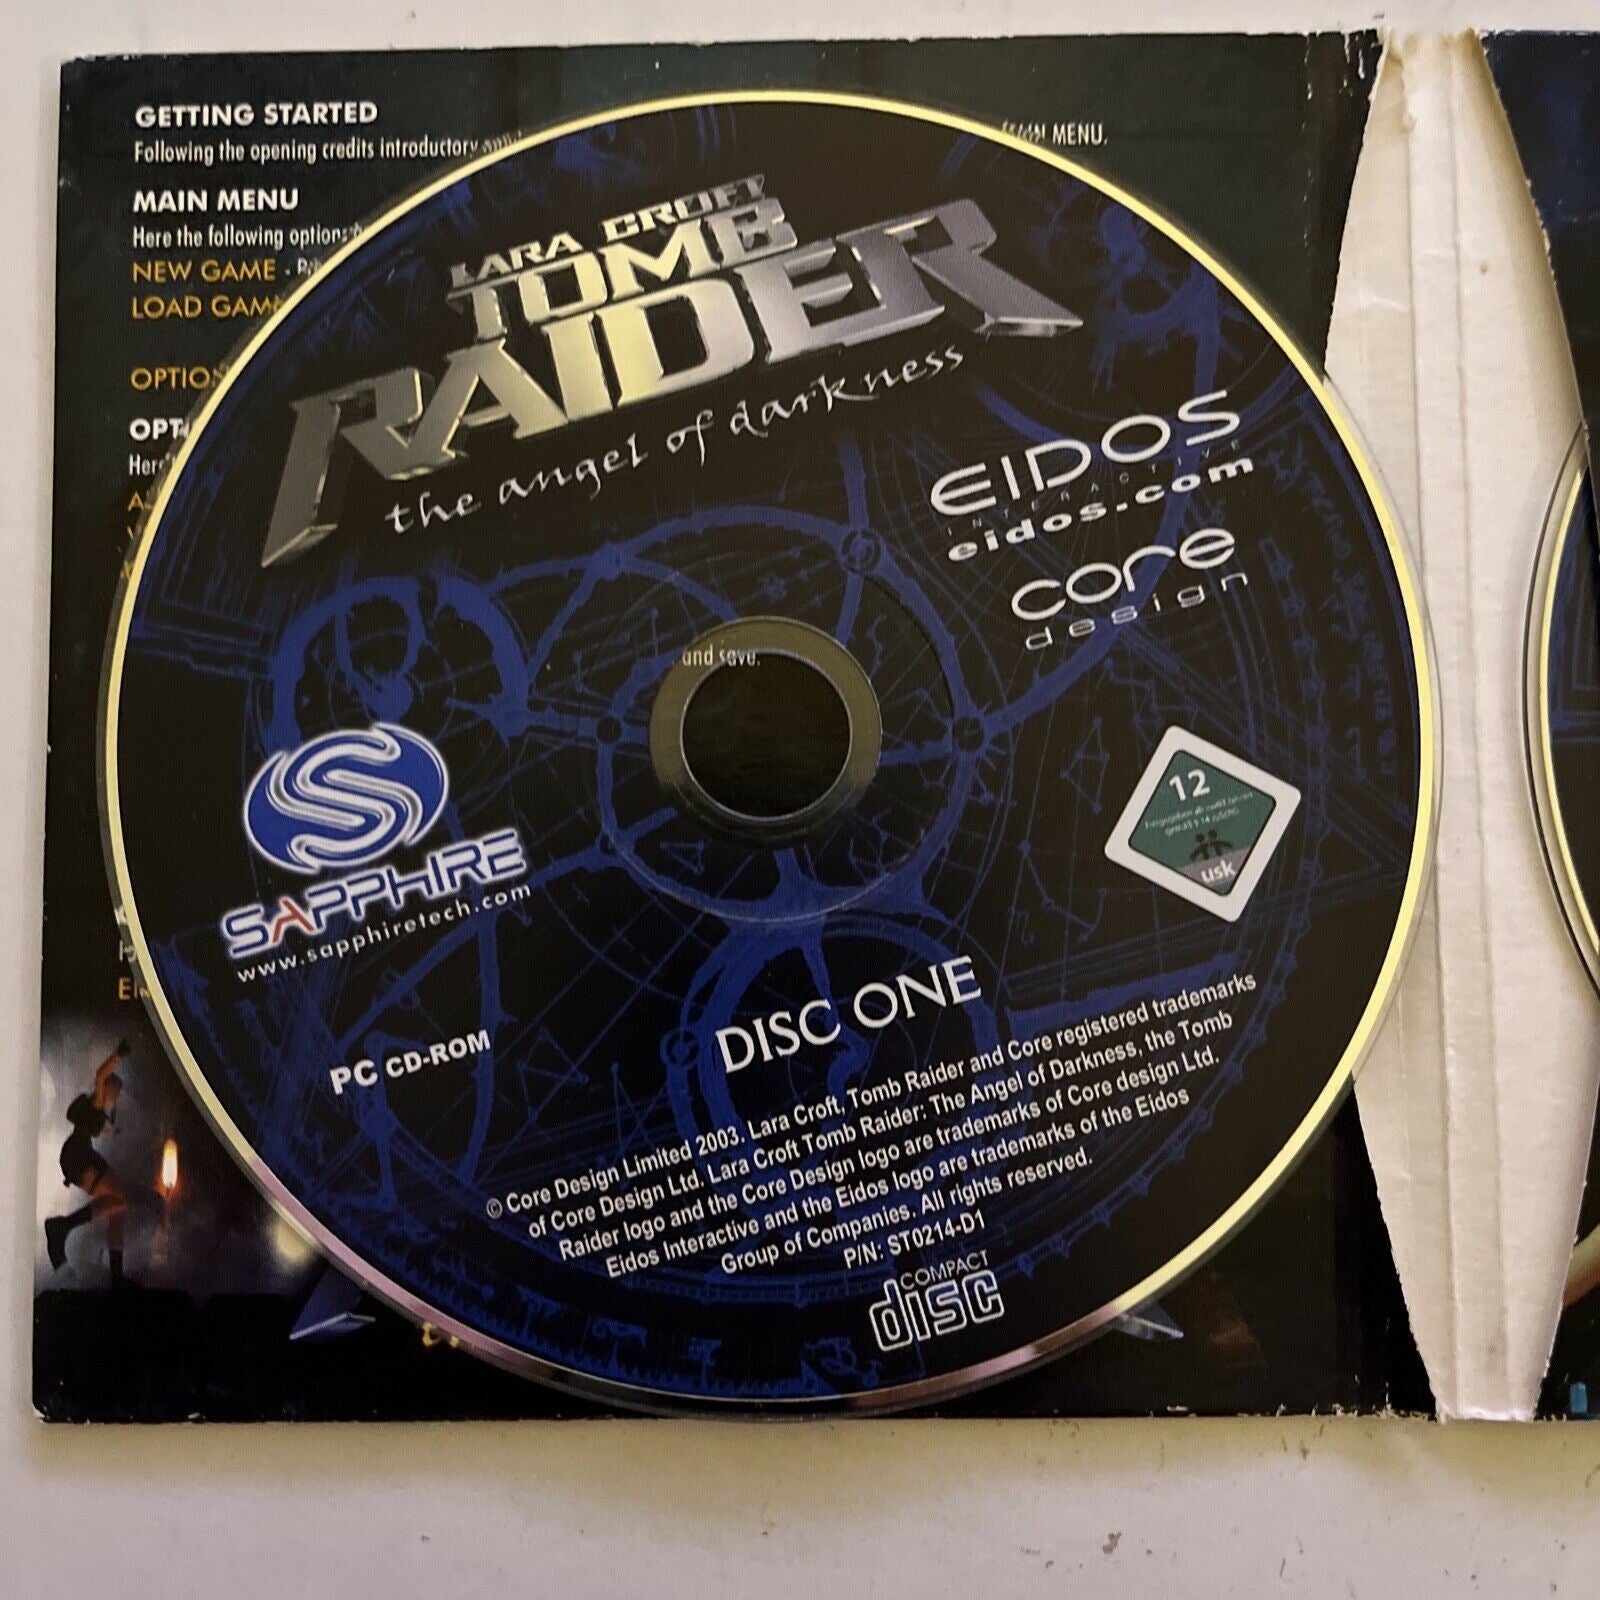 GETTING STARTED
Following the opening credits introductory
MAIN MENU.
MAIN MENU
Here the following options
NEW GAME -
LOAD GAME
OPTIO
OPT
Her
LARA CROFT
TOMB
RAIDER
the angel of darkness
EIDOS
INTERACTIVE
eidos.com
core
design
and save.
SAPPHIRE
www.sapphiretech.com
12
usk
PC CD-ROM
DISC ONE
© Core Design Limited 2003. Lara Croft, Tomb Raider and Core registered trademarks
of Core Design Ltd. Lara Croft Tomb Raider: The Angel of Darkness, the Tomb
Raider logo and the Core Design logo are trademarks of Core design Ltd.
Eidos Interactive and the Eidos logo are trademarks of the Eidos
Group of Companies. All rights reserved.
P/N: ST0214-D1
COMPACT
disc